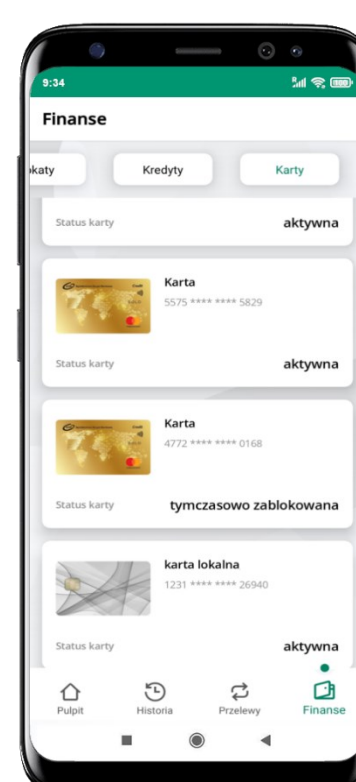 9:34
Finanse
Kredyty
Karty
Status karty
aktywna
Karta
5575 **** **** 5829
Status karty
aktywna
Karta
4772 **** **** 0168
Status karty
tymczasowo zablokowana
karta lokalna
1231 **** **** 26940
Status karty
aktywna
Pulpit
Historia
Przelewy
Finanse